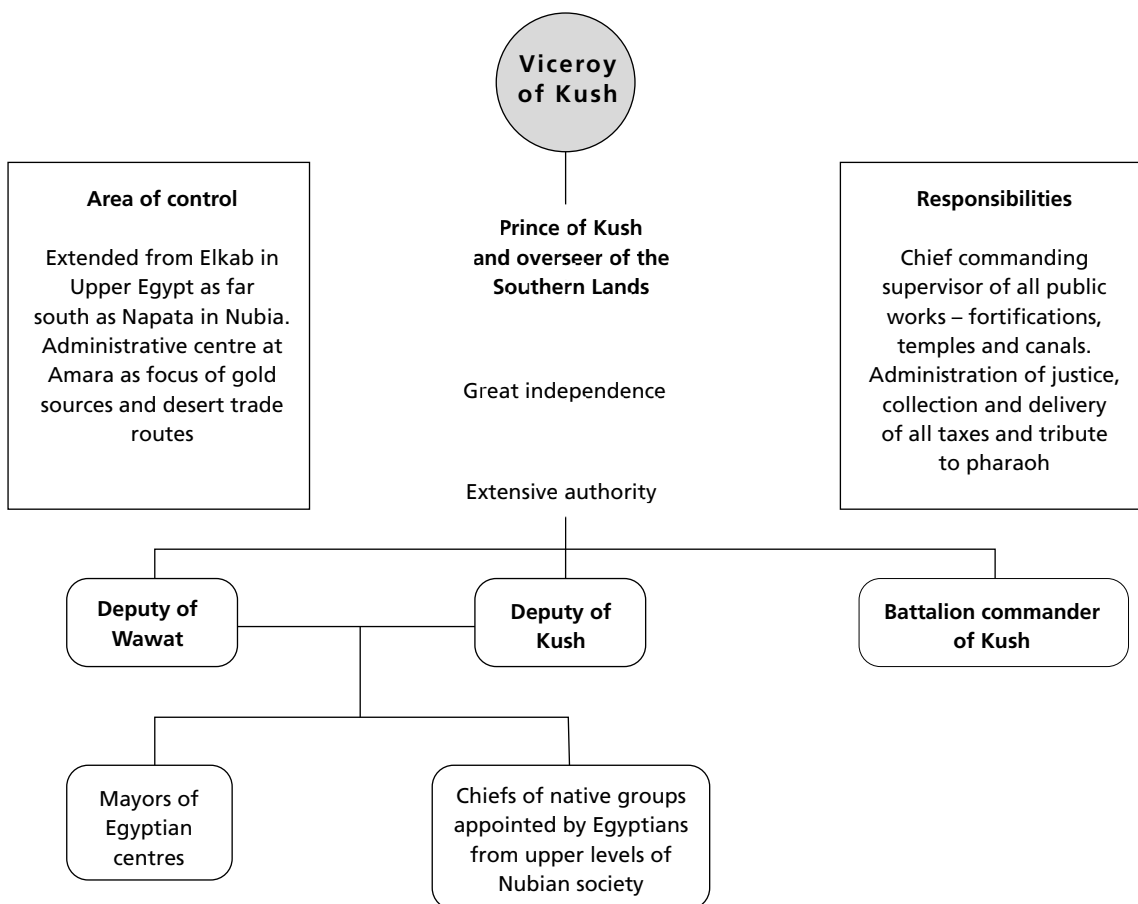 Viceroy
of Kush
Area of control
Extended from Elkab in
Upper Egypt as far
south as Napata in Nubia.
Administrative centre at
Amara as focus of gold
sources and desert trade
routes
Prince of Kush
and overseer of the
Southern Lands
Great independence
Extensive authority
Responsibilities
Chief commanding
supervisor of all public
works – fortifications,
temples and canals.
Administration of justice,
collection and delivery
of all taxes and tribute
to pharaoh
Deputy of
Wawat
Deputy of
Kush
Battalion commander
of Kush
Mayors of
Egyptian
centres
Chiefs of native groups
appointed by Egyptians
from upper levels of
Nubian society